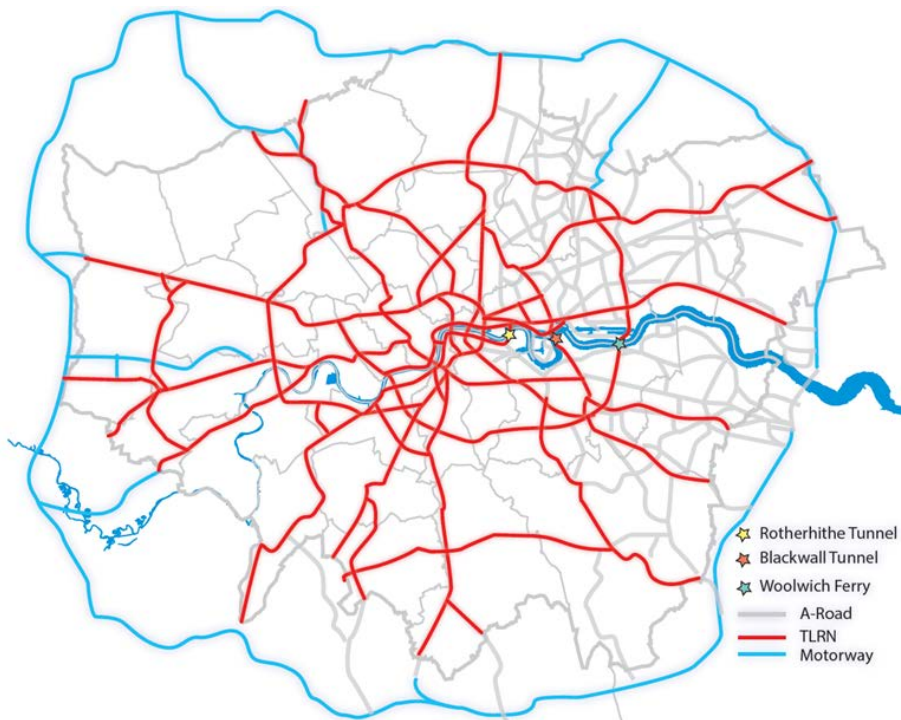 Rotherhithe Tunnel
Blackwall Tunnel
Woolwich Ferry
A-Road
TLRN
Motorway